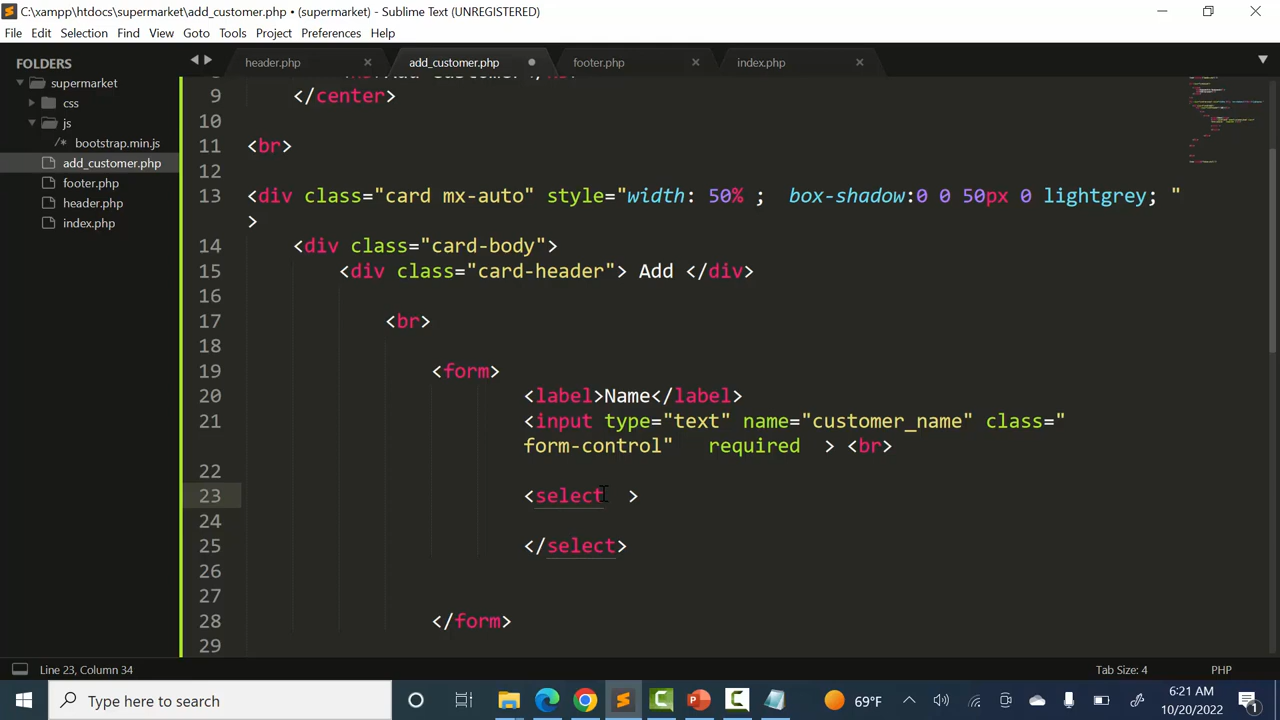 C:\xampp\htdocs\supermarket\add_customer.php • (supermarket) - Sublime Text (UNREGISTERED)
File Edit Selection Find View Goto Tools Project Preferences Help
FOLDERS
supermarket
css
js
/* bootstrap.min.js
add_customer.php
footer.php
header.php
index.php
header.php add_customer.php footer.php index.php
9 </center>
10
11 <br>
12
13 <div class="card mx-auto" style="width: 50% ; box-shadow:0 0 50px 0 lightgrey; "
>
14 <div class="card-body">
15 <div class="card-header"> Add </div>
16
17 <br>
18
19 <form>
20 <label>Name</label>
21 <input type="text" name="customer_name" class="
form-control" required > <br>
22
23 <select >
24
25 </select>
26
27
28 </form>
29
Line 23, Column 34
Tab Size: 4 PHP
Type here to search
69°F
6:21 AM
10/20/2022
1